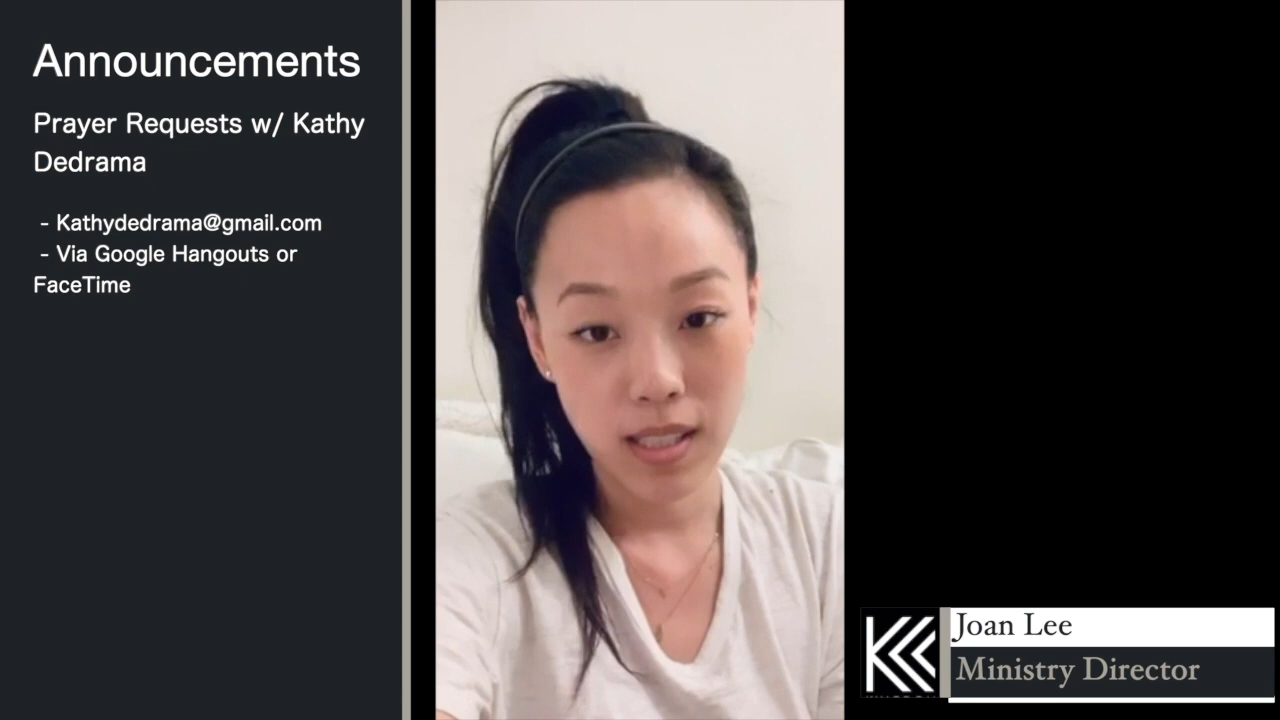 Announcements
Prayer Requests w/ Kathy
Dedrama
- Kathydedrama@gmail.com
- Via Google Hangouts or
FaceTime
Joan Lee
Ministry Director